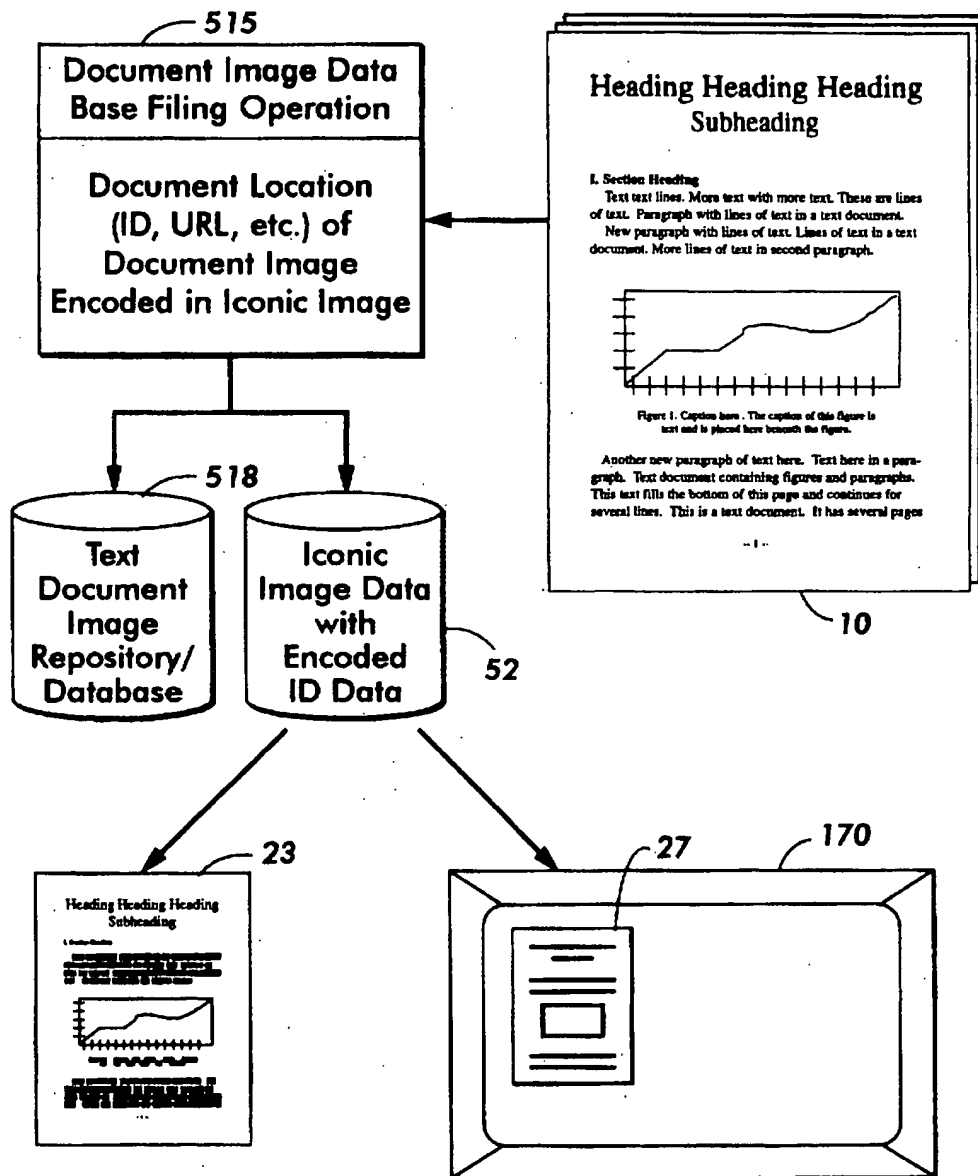 515
Document Image Data
Base Filing Operation
Document Location
(ID, URL, etc.) of
Document Image
Encoded in Iconic Image
Heading Heading Heading
Subheading
I. Section Heading
Text text lines. More text with more text. These are lines
of text. Paragraph with lines of text in a text document.
New paragraph with lines of text. Lines of text in a text
document. More lines of text in second paragraph.
Figure 1. Caption here . The caption of this figure is
text and is placed here beneath the figure.
Another new paragraph of text here. Text here in a para-
graph. Text document containing figures and paragraphs.
This text fills the bottom of this page and continues for
several lines. This is a text document. It has several pages
-- 1 --
10
518
Text
Document
Image
Repository/
Database
Iconic
Image Data
with
Encoded
ID Data
52
23
Heading Heading Heading
Subheading
I. Section Heading
27
170